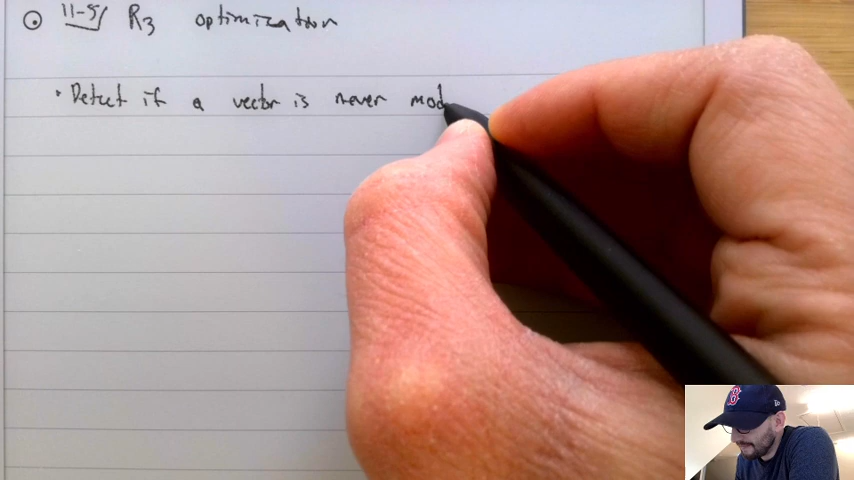 11-5 R3 optimization
• Detect if a vector is never mod